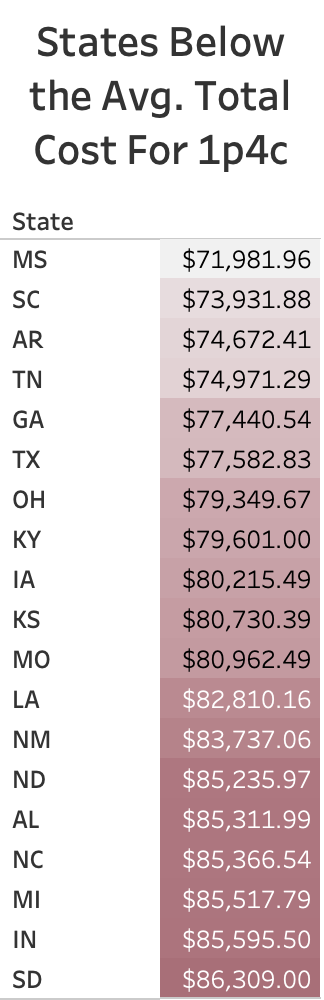 States Below
the Avg. Total
Cost For 1p4c
State
MS $71,981.96
SC $73,931.88
AR $74,672.41
TN $74,971.29
GA $77,440.54
TX $77,582.83
OH $79,349.67
KY $79,601.00
IA $80,215.49
KS $80,730.39
MO $80,962.49
LA $82,810.16
NM $83,737.06
ND $85,235.97
AL $85,311.99
NC $85,366.54
MI $85,517.79
IN $85,595.50
SD $86,309.00